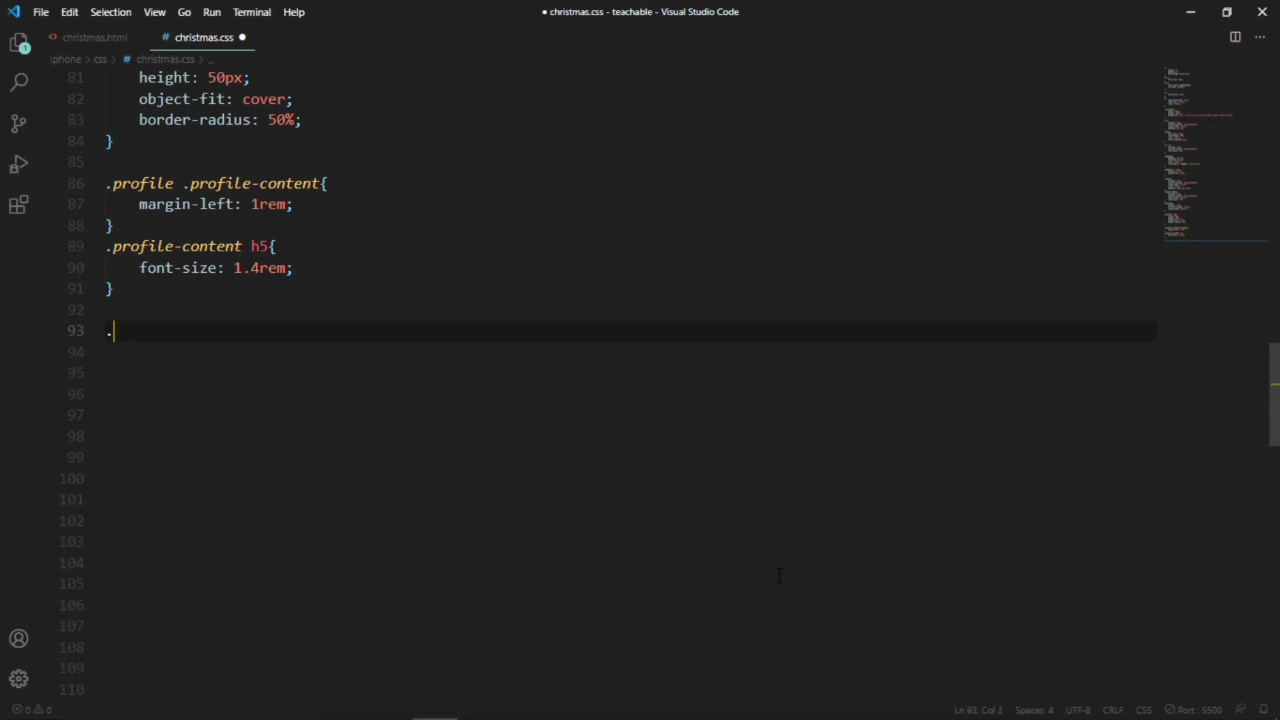 File Edit Selection View Go Run Terminal Help
● christmas.css - teachable - Visual Studio Code
1
<> christmas.html
# christmas.css ●
iphone > css > # christmas.css > ...
81 height: 50px;
82 object-fit: cover;
83 border-radius: 50%;
84 }
85
86 .profile .profile-content{
87 margin-left: 1rem;
88 }
89 .profile-content h5{
90 font-size: 1.4rem;
91 }
92
93 .
94
95
96
97
98
99
100
101
102
103
104
105
106
107
108
109
110
0 0
Ln 93, Col 2 Spaces: 4 UTF-8 CRLF CSS Port : 5500